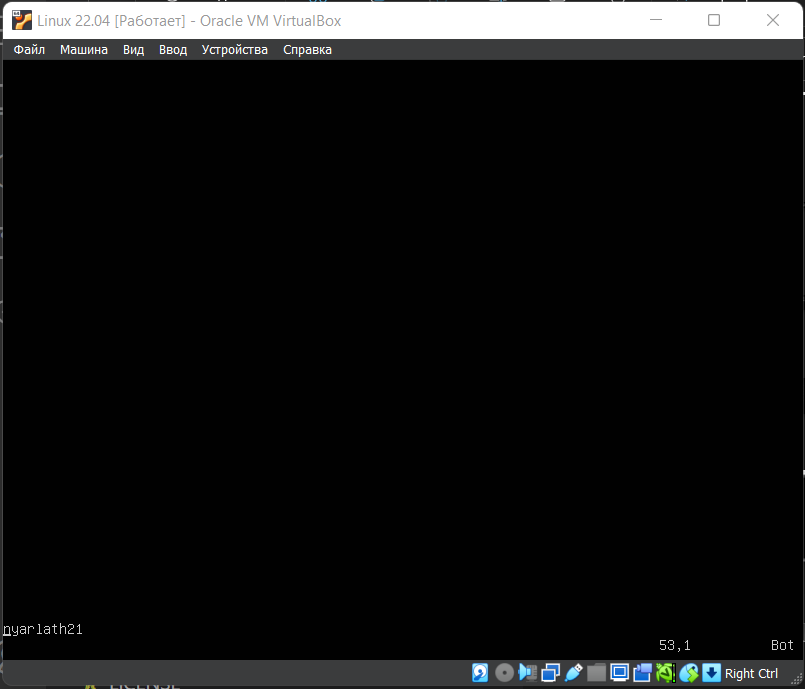 Linux 22.04 [Работает] - Oracle VM VirtualBox
Файл Машина Вид Ввод Устройства Справка
nyarlath21
53,1 Bot
Right Ctrl
LICENSE